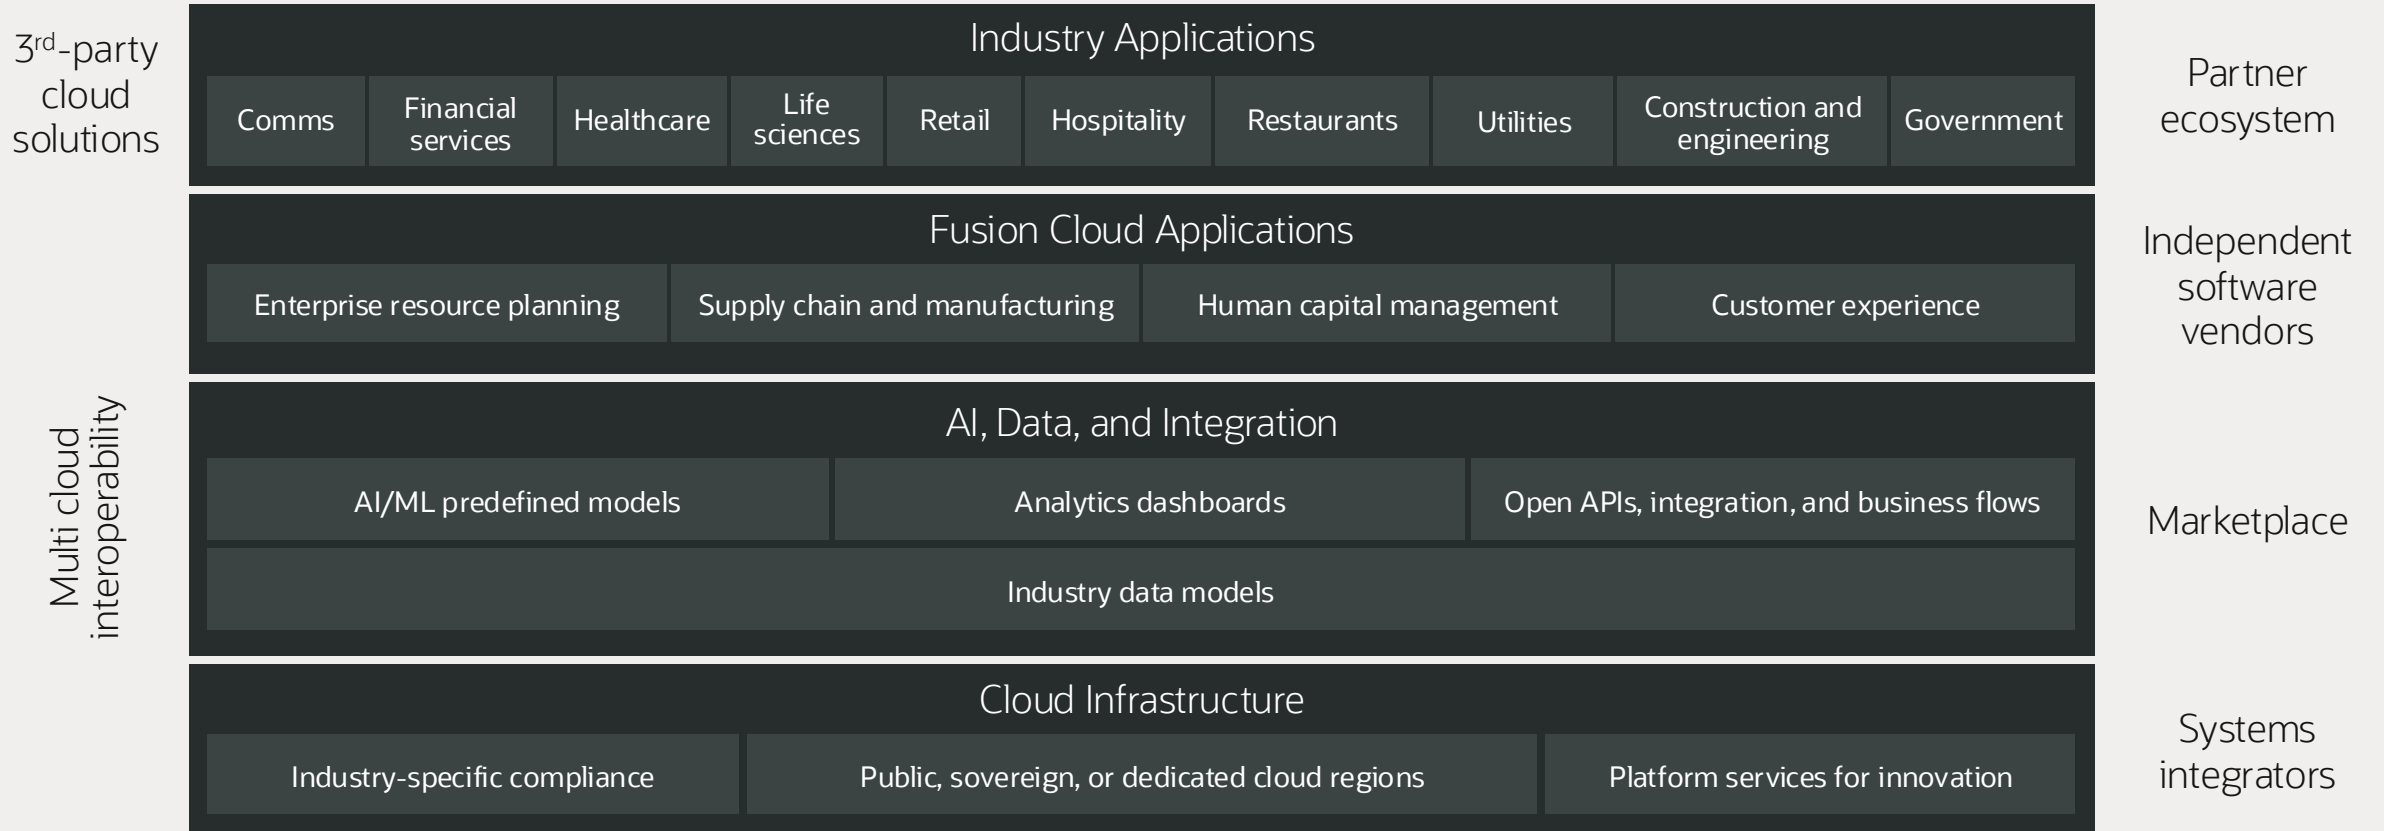 3rd-party
cloud
solutions
Multi cloud
interoperability
Industry Applications
Comms
Financial
services
Healthcare
Life
sciences
Retail
Hospitality
Restaurants
Utilities
Construction and
engineering
Government
Fusion Cloud Applications
Enterprise resource planning
Supply chain and manufacturing
Human capital management
Customer experience
AI, Data, and Integration
AI/ML predefined models
Analytics dashboards
Open APIs, integration, and business flows
Industry data models
Cloud Infrastructure
Industry-specific compliance
Public, sovereign, or dedicated cloud regions
Platform services for innovation
Partner
ecosystem
Independent
software
vendors
Marketplace
Systems
integrators